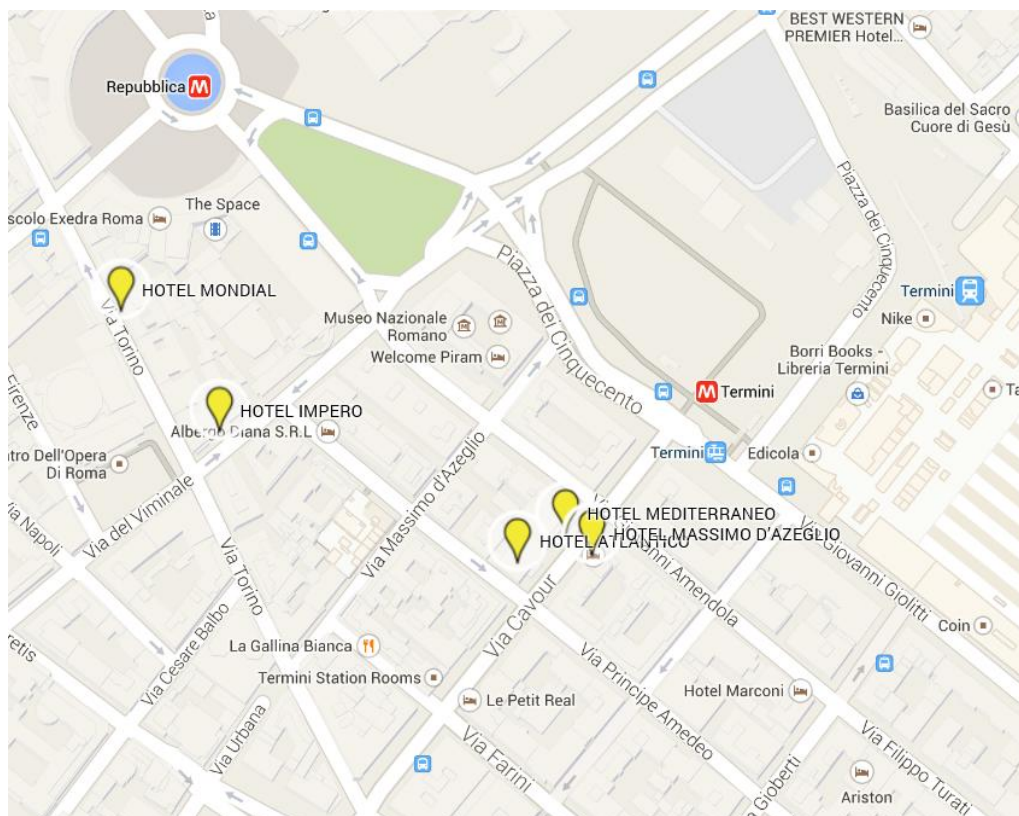 BEST WESTERN
PREMIER Hotel...
Repubblica M
Basilica del Sacro
Cuore di Gesù
Piazza dei Cinquecento
The Space
scolo Exedra Roma
HOTEL MONDIAL
Via Torino
Termini
Nike
Museo Nazionale
Romano
Welcome Piram
Piazza dei Cinquecento
Borri Books -
Libreria Termini
M Termini
Ta
Firenze
HOTEL IMPERO
Albergo Diana S.R.L
tro Dell'Opera
Di Roma
Termini
Edicola
Via Massimo d'Azeglio
Via del Viminale
Via Napoli
HOTEL MEDITERRANEO
HOTEL MASSIMO D'AZEGLIO
HOTEL ATLANTICO
Via Giovanni Giolitti
Via Torino
Via Cavour
anni Amendola
Coin
Via Cesare Balbo
La Gallina Bianca
Termini Station Rooms
Le Petit Real
Via Principe Amedeo
Hotel Marconi
retis
Via Urbana
Via Farini
Via Filippo Turati
a Gioberti
Ariston